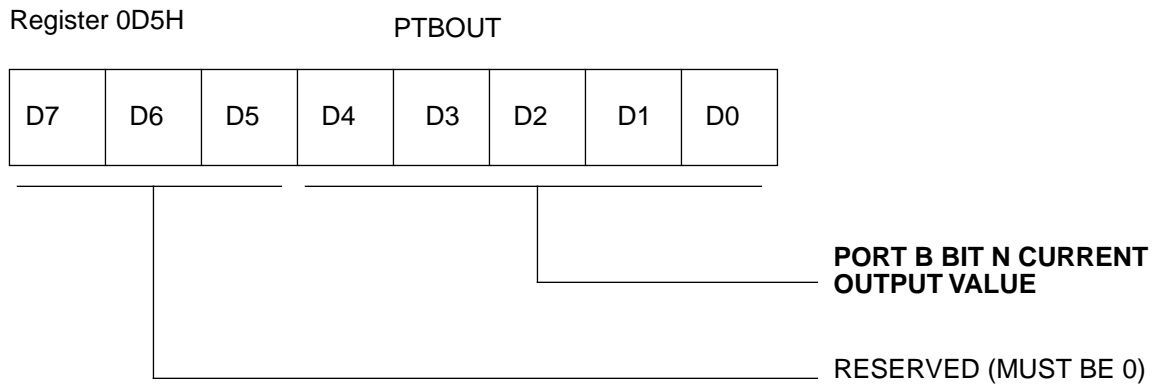 Register 0D5H
PTBOUT
D7 D6 D5 D4 D3 D2 D1 D0
PORT B BIT N CURRENT
OUTPUT VALUE
RESERVED (MUST BE 0)